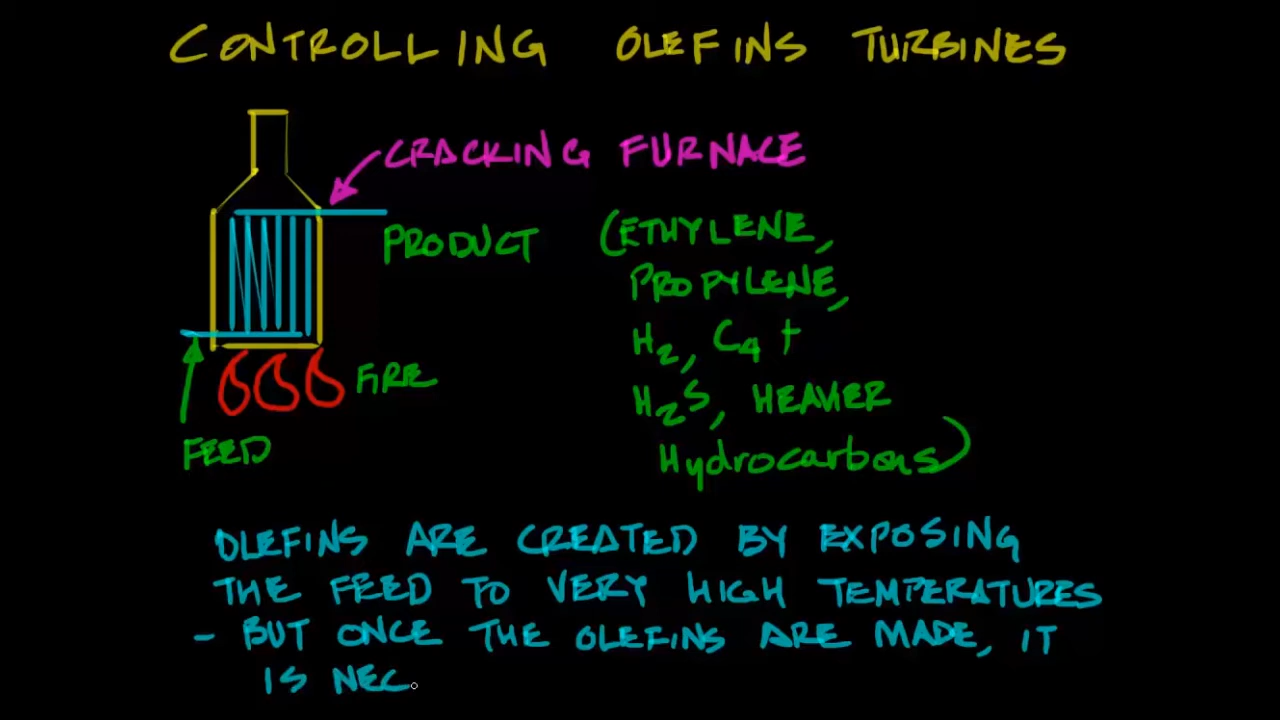 CONTROLLING OLEFINS TURBINES
CRACKING FURNACE
PRODUCT (ETHYLENE,
PROPYLENE,
H2, C4+
H2S, HEAVIER
Hydrocarbons)
FIRE
FEED
OLEFINS ARE CREATED BY EXPOSING
THE FEED TO VERY HIGH TEMPERATURES
- BUT ONCE THE OLEFINS ARE MADE, IT
IS NEC